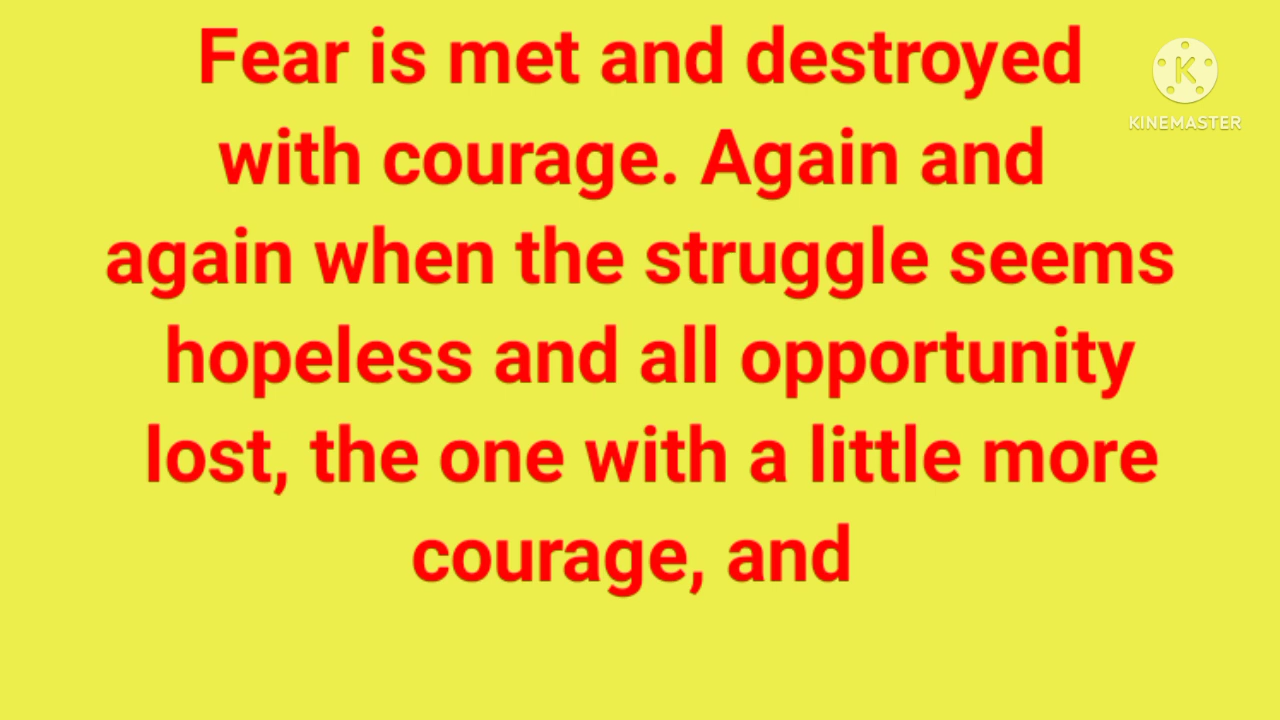 Fear is met and destroyed
with courage. Again and
again when the struggle seems
hopeless and all opportunity
lost, the one with a little more
courage, and
K
KINEMASTER